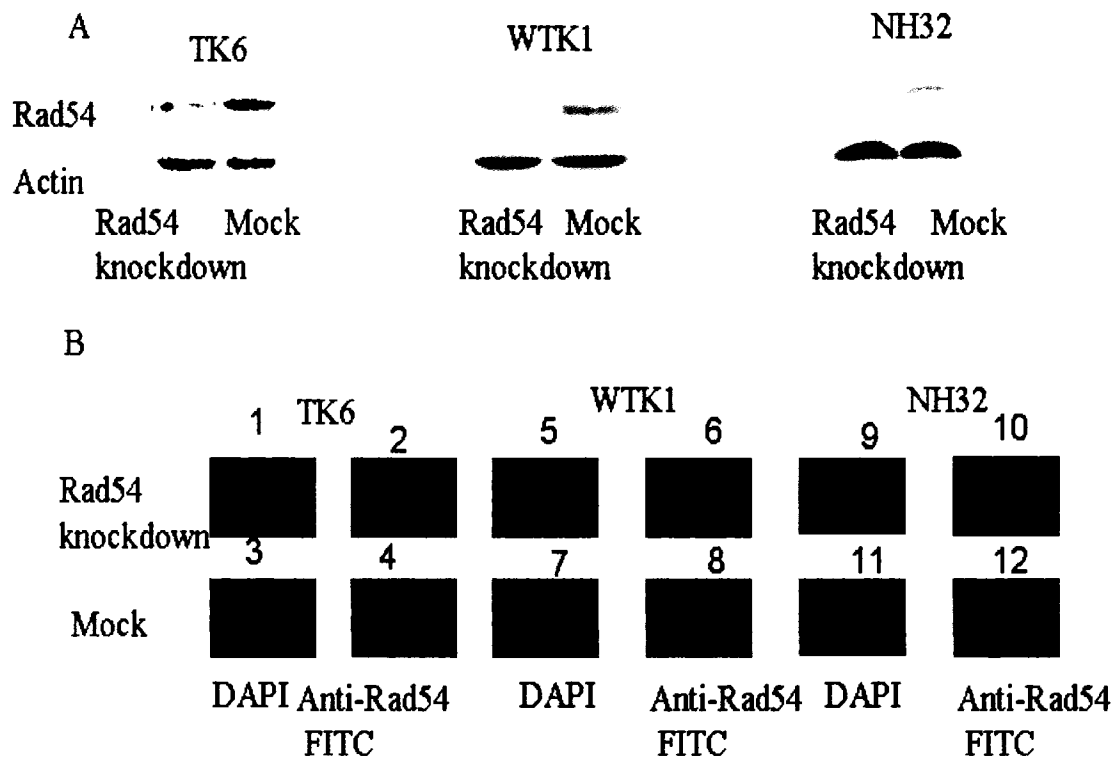 A
TK6
WTK1
NH32
Rad54
Actin
Rad54 Mock
knockdown
Rad54 Mock
knockdown
Rad54 Mock
knockdown
B
TK6
WTK1
NH32
1
2
5
6
9
10
Rad54
knockdown
3
4
7
8
11
12
Mock
DAPI
Anti-Rad54
FITC
DAPI
Anti-Rad54
FITC
DAPI
Anti-Rad54
FITC